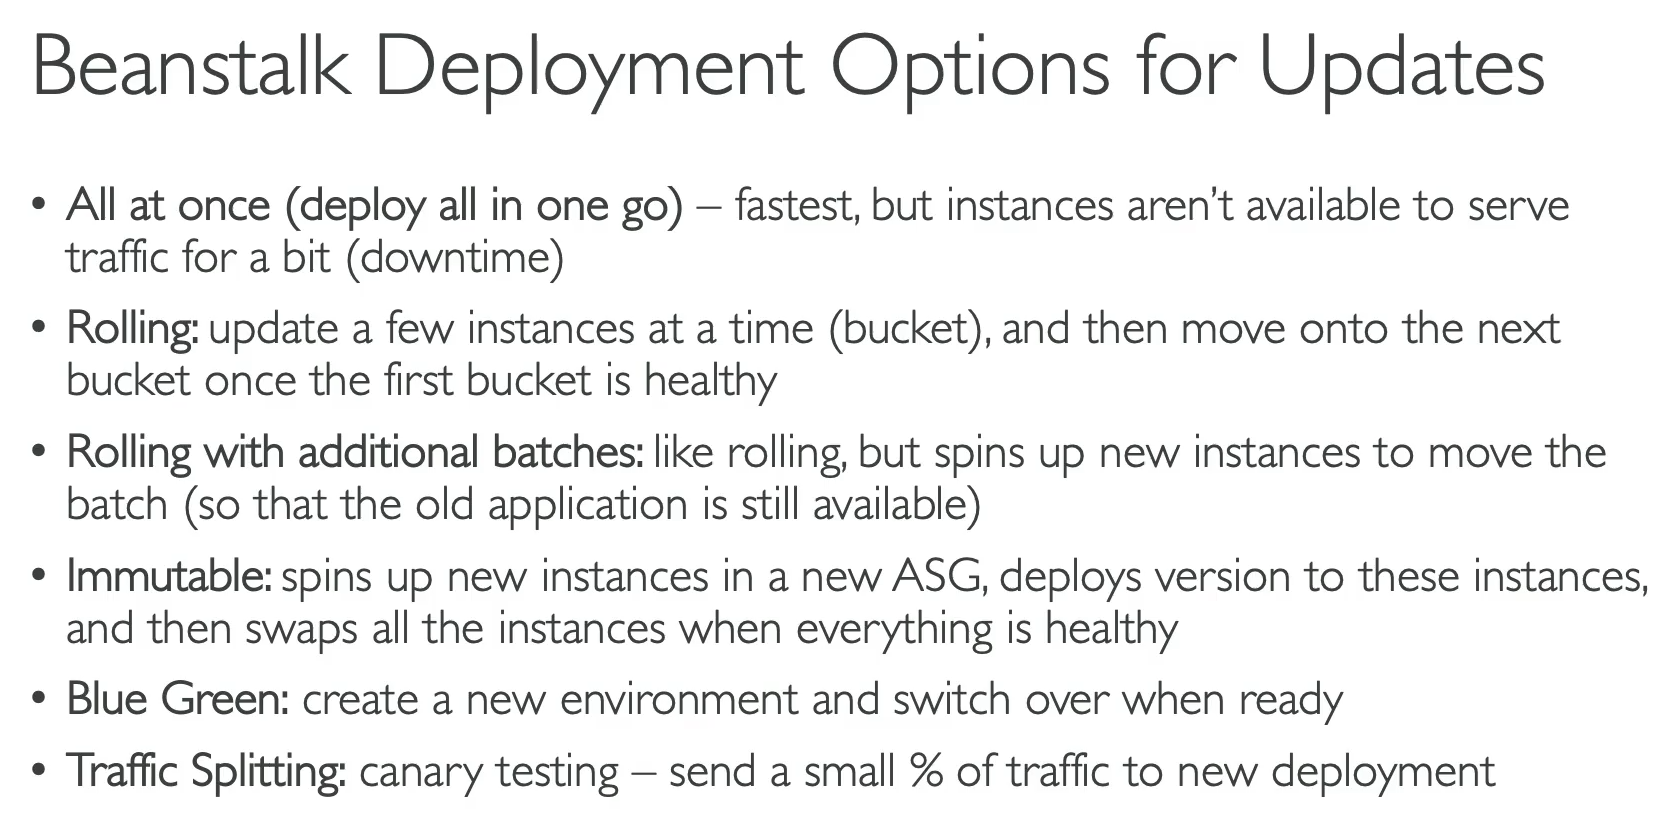 Beanstalk Deployment Options for Updates
• All at once (deploy all in one go) – fastest, but instances aren’t available to serve
traffic for a bit (downtime)
• Rolling: update a few instances at a time (bucket), and then move onto the next
bucket once the first bucket is healthy
• Rolling with additional batches: like rolling, but spins up new instances to move the
batch (so that the old application is still available)
• Immutable: spins up new instances in a new ASG, deploys version to these instances,
and then swaps all the instances when everything is healthy
• Blue Green: create a new environment and switch over when ready
• Traffic Splitting: canary testing – send a small % of traffic to new deployment